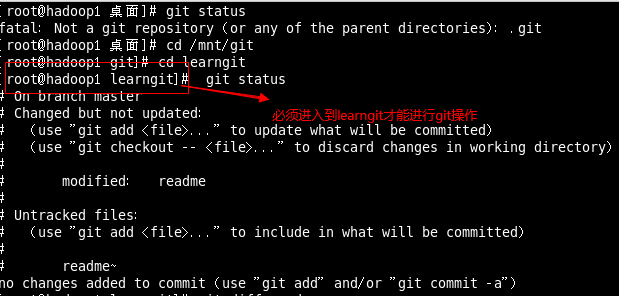 [root@hadoop1 桌面]# git status
fatal: Not a git repository (or any of the parent directories): .git
[root@hadoop1 桌面]# cd /mnt/git
[root@hadoop1 git]# cd learngit
[root@hadoop1 learngit]#  git status
# On branch master
# Changed but not updated:
#   (use "git add <file>..." to update what will be committed)
#   (use "git checkout -- <file>..." to discard changes in working directory)
#
#       modified:   readme
#
# Untracked files:
#   (use "git add <file>..." to include in what will be committed)
#
#       readme~
no changes added to commit (use "git add" and/or "git commit -a")
必须进入到learngit才能进行git操作